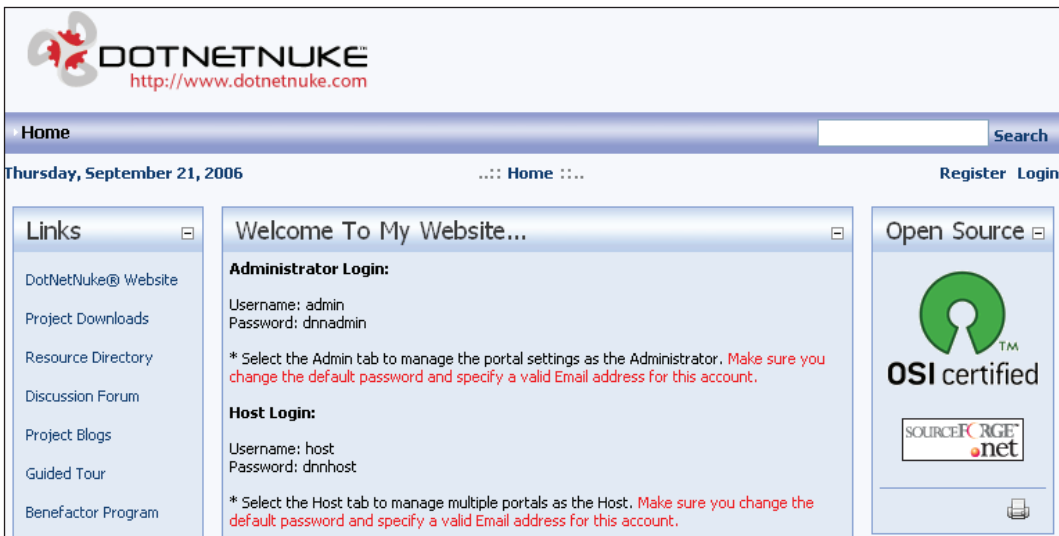 DOTNETNUKE™
http://www.dotnetnuke.com
Home
Search
Thursday, September 21, 2006
..:: Home ::..
Register Login
Links
DotNetNuke® Website
Project Downloads
Resource Directory
Discussion Forum
Project Blogs
Guided Tour
Benefactor Program
Welcome To My Website...
Administrator Login:
Username: admin
Password: dnnadmin
* Select the Admin tab to manage the portal settings as the Administrator. Make sure you
change the default password and specify a valid Email address for this account.
Host Login:
Username: host
Password: dnnhost
* Select the Host tab to manage multiple portals as the Host. Make sure you change the
default password and specify a valid Email address for this account.
Open Source
TM
OSI certified
SOURCEFORGE™
.net